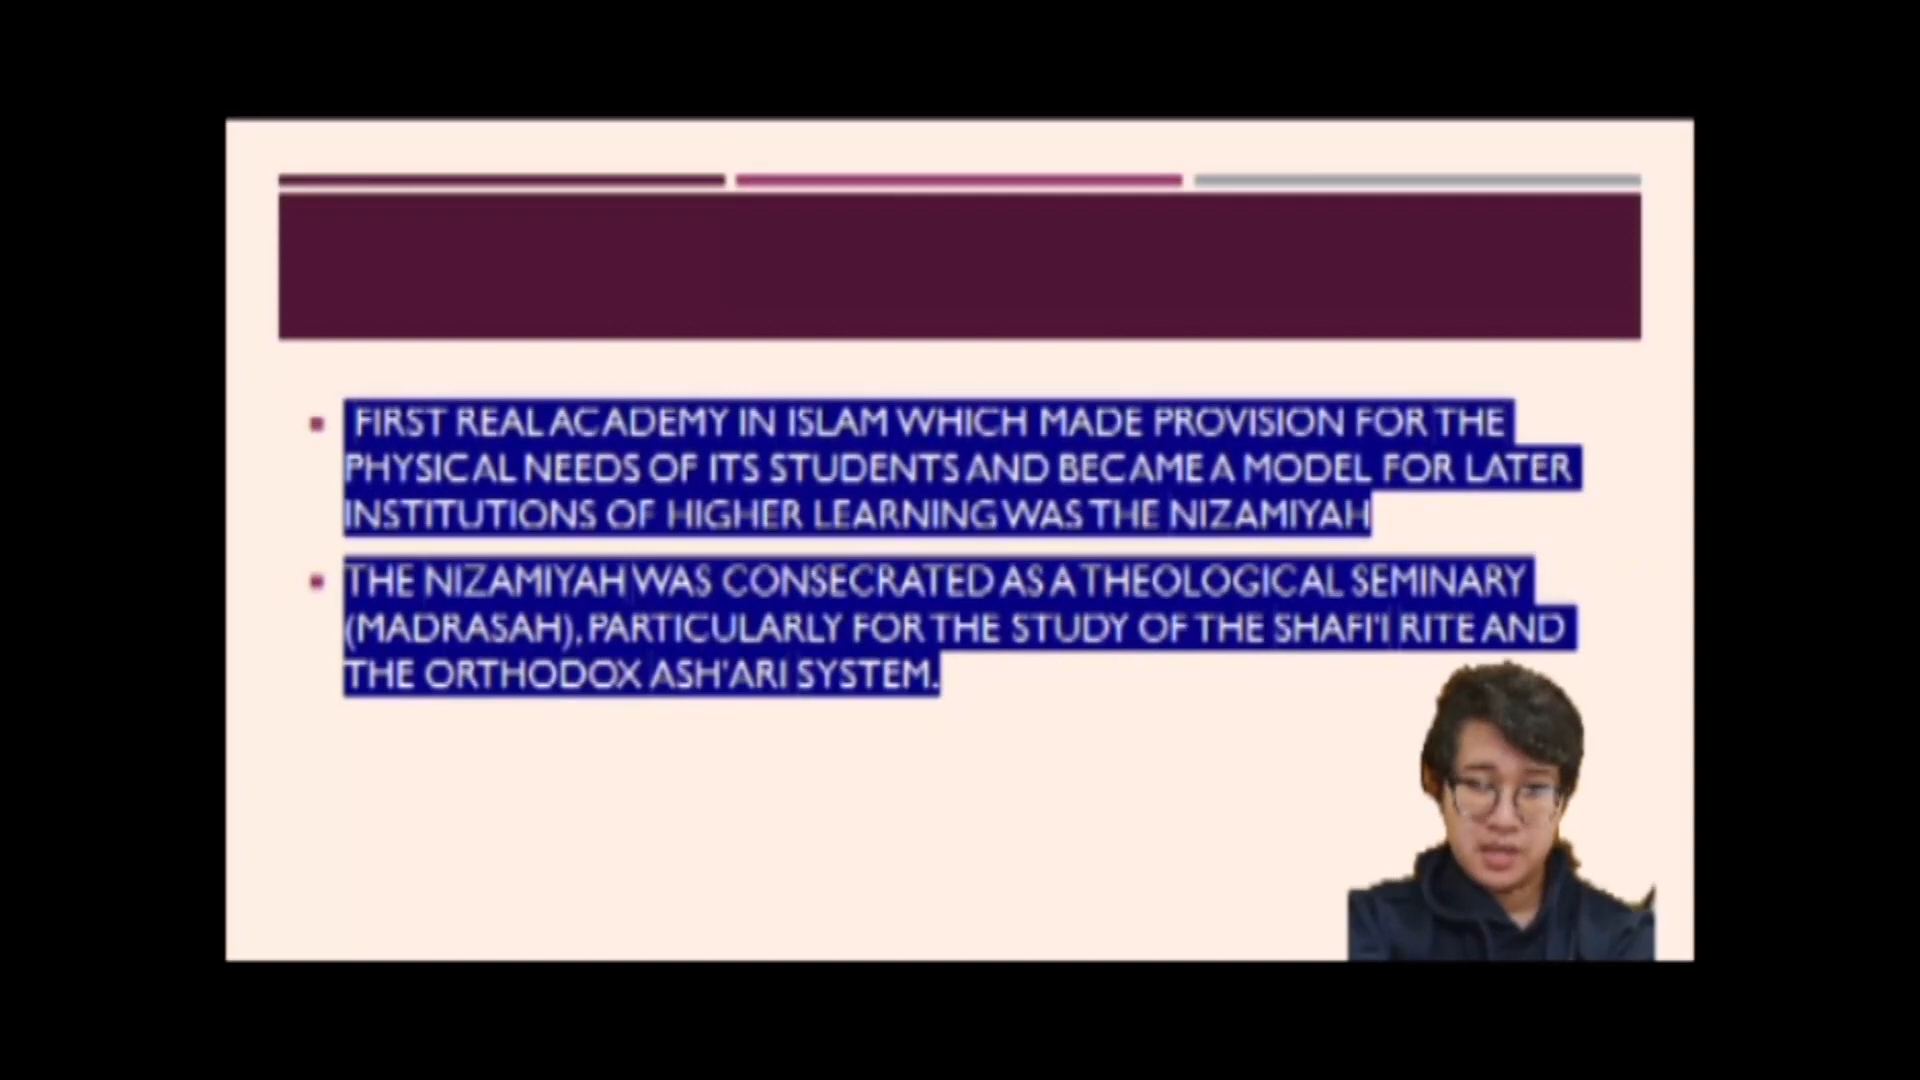 FIRST REAL ACADEMY IN ISLAM WHICH MADE PROVISION FOR THE
PHYSICAL NEEDS OF ITS STUDENTS AND BECAME A MODEL FOR LATER
INSTITUTIONS OF HIGHER LEARNING WAS THE NIZAMIYAH
THE NIZAMIYAH WAS CONSECRATED AS A THEOLOGICAL SEMINARY
(MADRASAH), PARTICULARLY FOR THE STUDY OF THE SHAFI'I RITE AND
THE ORTHODOX ASH'ARI SYSTEM.